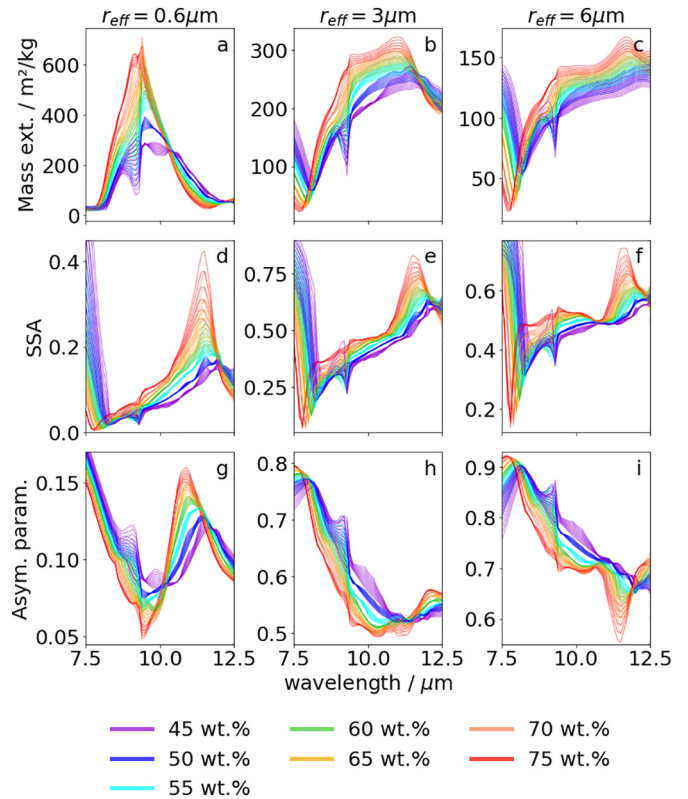 r_eff = 0.6μm r_eff = 3μm r_eff = 6μm
a b c
Mass ext. / m²/kg
600
400
200
0
300
200
100
150
100
50
d e f
SSA
0.4
0.2
0.0
0.75
0.50
0.25
0.6
0.4
0.2
g h i
Asym. param.
0.15
0.10
0.05
0.8
0.7
0.6
0.5
0.9
0.8
0.7
0.6
7.5 10.0 12.5 7.5 10.0 12.5 7.5 10.0 12.5
wavelength / μm
45 wt.% 60 wt.% 70 wt.%
50 wt.% 65 wt.% 75 wt.%
55 wt.%